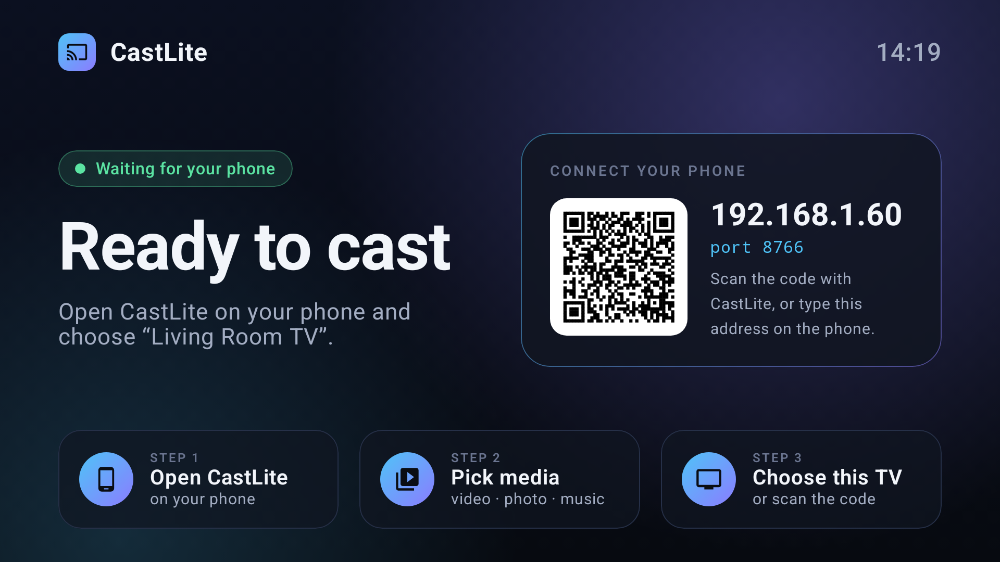 CastLite
14:19
Waiting for your phone
Ready to cast
Open CastLite on your phone and
choose “Living Room TV”.
CONNECT YOUR PHONE
192.168.1.60
port 8766
Scan the code with
CastLite, or type this
address on the phone.
STEP 1
Open CastLite
on your phone
STEP 2
Pick media
video · photo · music
STEP 3
Choose this TV
or scan the code